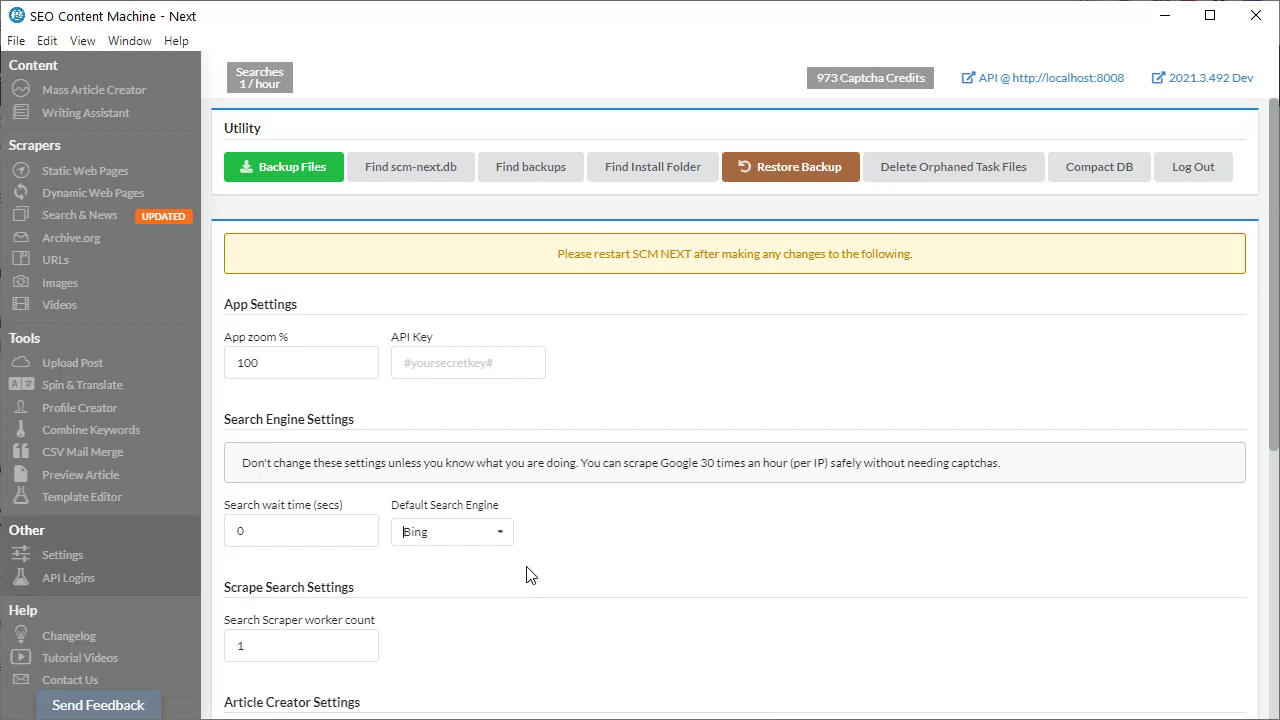 SEO Content Machine - Next
File Edit View Window Help
Content
Mass Article Creator
Writing Assistant
Scrapers
Static Web Pages
Dynamic Web Pages
Search & News UPDATED
Archive.org
URLs
Images
Videos
Tools
Upload Post
Spin & Translate
Profile Creator
Combine Keywords
CSV Mail Merge
Preview Article
Template Editor
Other
Settings
API Logins
Help
Changelog
Tutorial Videos
Contact Us
Send Feedback
Searches
1 / hour
973 Captcha Credits API @ http://localhost:8008 2021.3.492 Dev
Utility
Backup Files Find scm-next.db Find backups Find Install Folder Restore Backup Delete Orphaned Task Files Compact DB Log Out
Please restart SCM NEXT after making any changes to the following.
App Settings
App zoom % API Key
100 #yoursecretkey#
Search Engine Settings
Don't change these settings unless you know what you are doing. You can scrape Google 30 times an hour (per IP) safely without needing captchas.
Search wait time (secs) Default Search Engine
0 Bing
Scrape Search Settings
Search Scraper worker count
1
Article Creator Settings